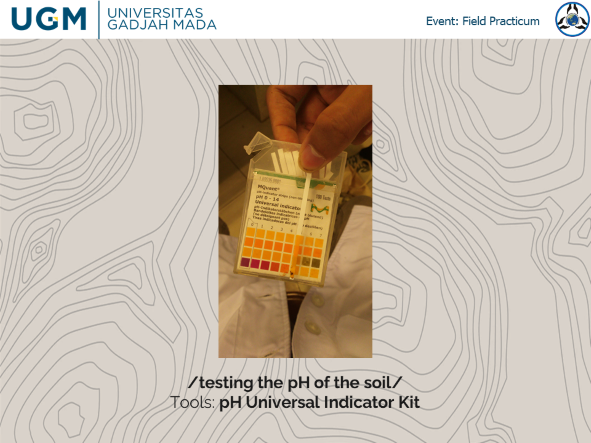 UGM
UNIVERSITAS
GADJAH MADA
Event: Field Practicum
MQuant®
pH 0 - 14
Universal indicator
/testing the pH of the soil/
Tools: pH Universal Indicator Kit